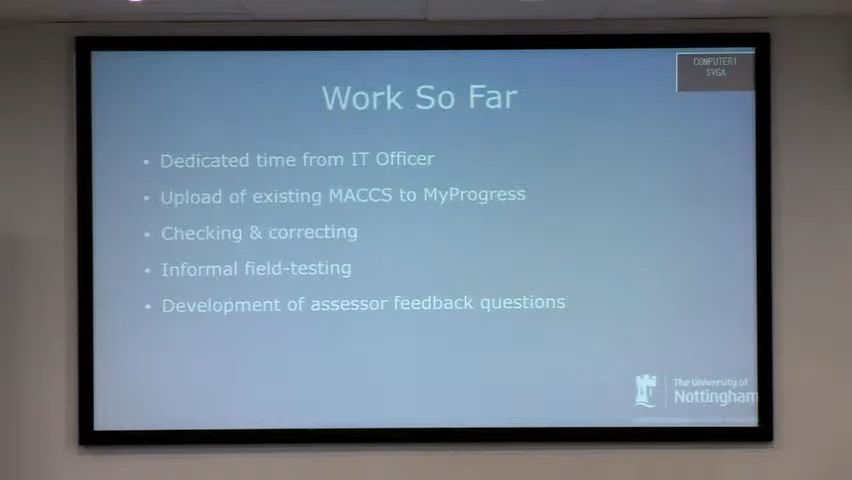 COMPUTER1
SVGA
Work So Far
• Dedicated time from IT Officer
• Upload of existing MACCS to MyProgress
• Checking & correcting
• Informal field-testing
• Development of assessor feedback questions
The University of
Nottingham